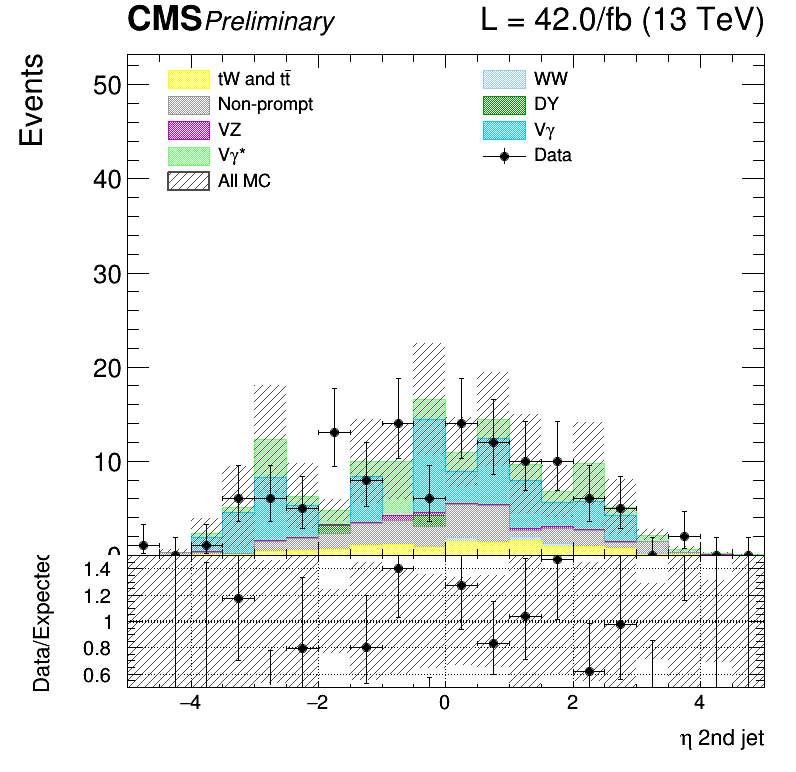 CMS Preliminary L = 42.0/fb (13 TeV)
Events
50
40
30
20
10
0
tW and tt̄
Non-prompt
VZ
Vγ*
All MC
WW
DY
Vγ
Data
Data/Expected
1.4
1.2
1
0.8
0.6
−4 −2 0 2 4
η 2nd jet